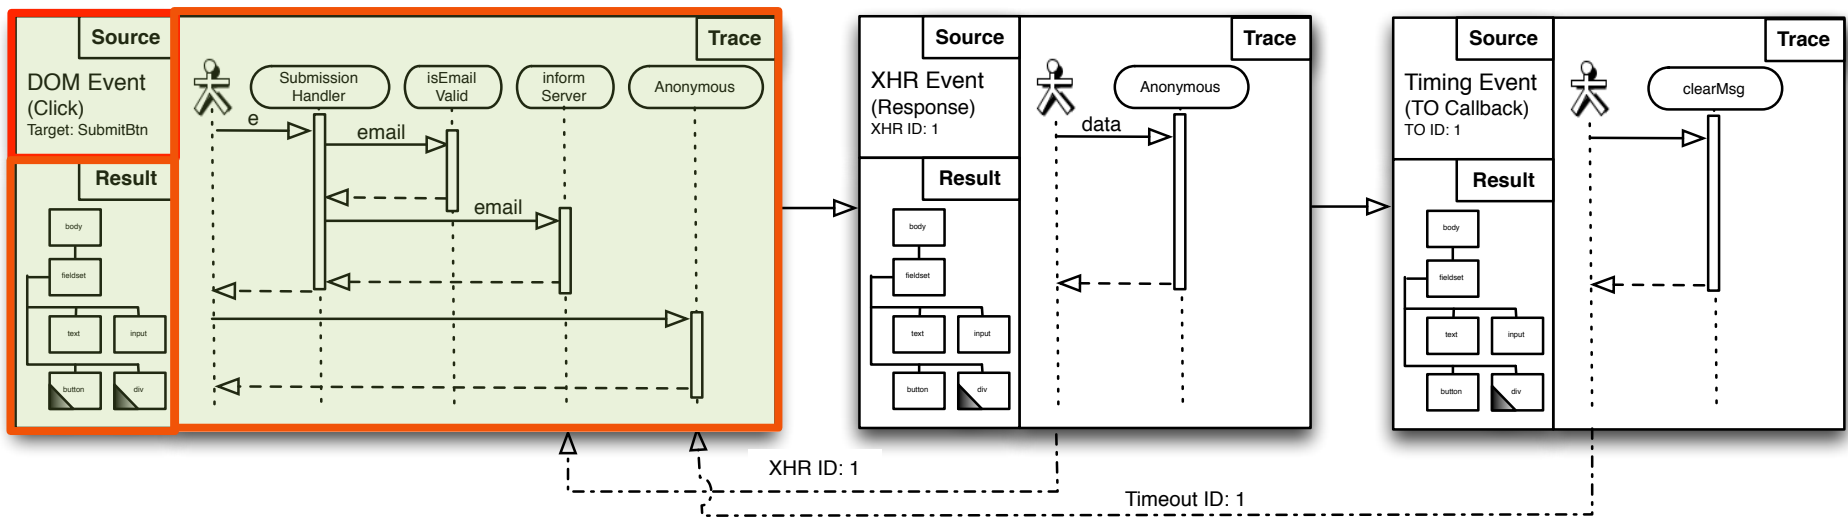 Source
DOM Event
(Click)
Target: SubmitBtn
Result
body
fieldset
text
input
button
div
Trace
Submission
Handler
isEmail
Valid
inform
Server
Anonymous
e
email
email
Source
XHR Event
(Response)
XHR ID: 1
Result
body
fieldset
text
input
button
div
Trace
Anonymous
data
Source
Timing Event
(TO Callback)
TO ID: 1
Result
body
fieldset
text
input
button
div
Trace
clearMsg
XHR ID: 1
Timeout ID: 1